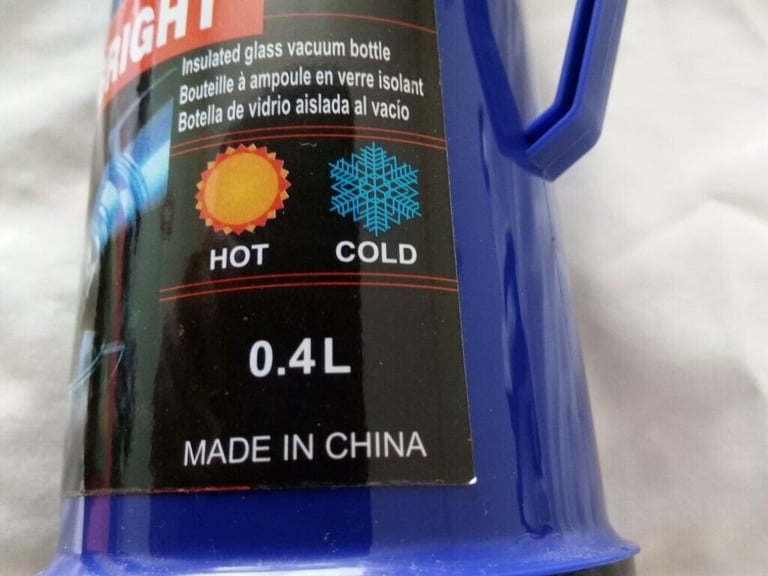 Insulated glass vacuum bottle
Bouteille à ampoule en verre isolant
Botella de vidrio aislada al vacío
HOT COLD
0.4L
MADE IN CHINA